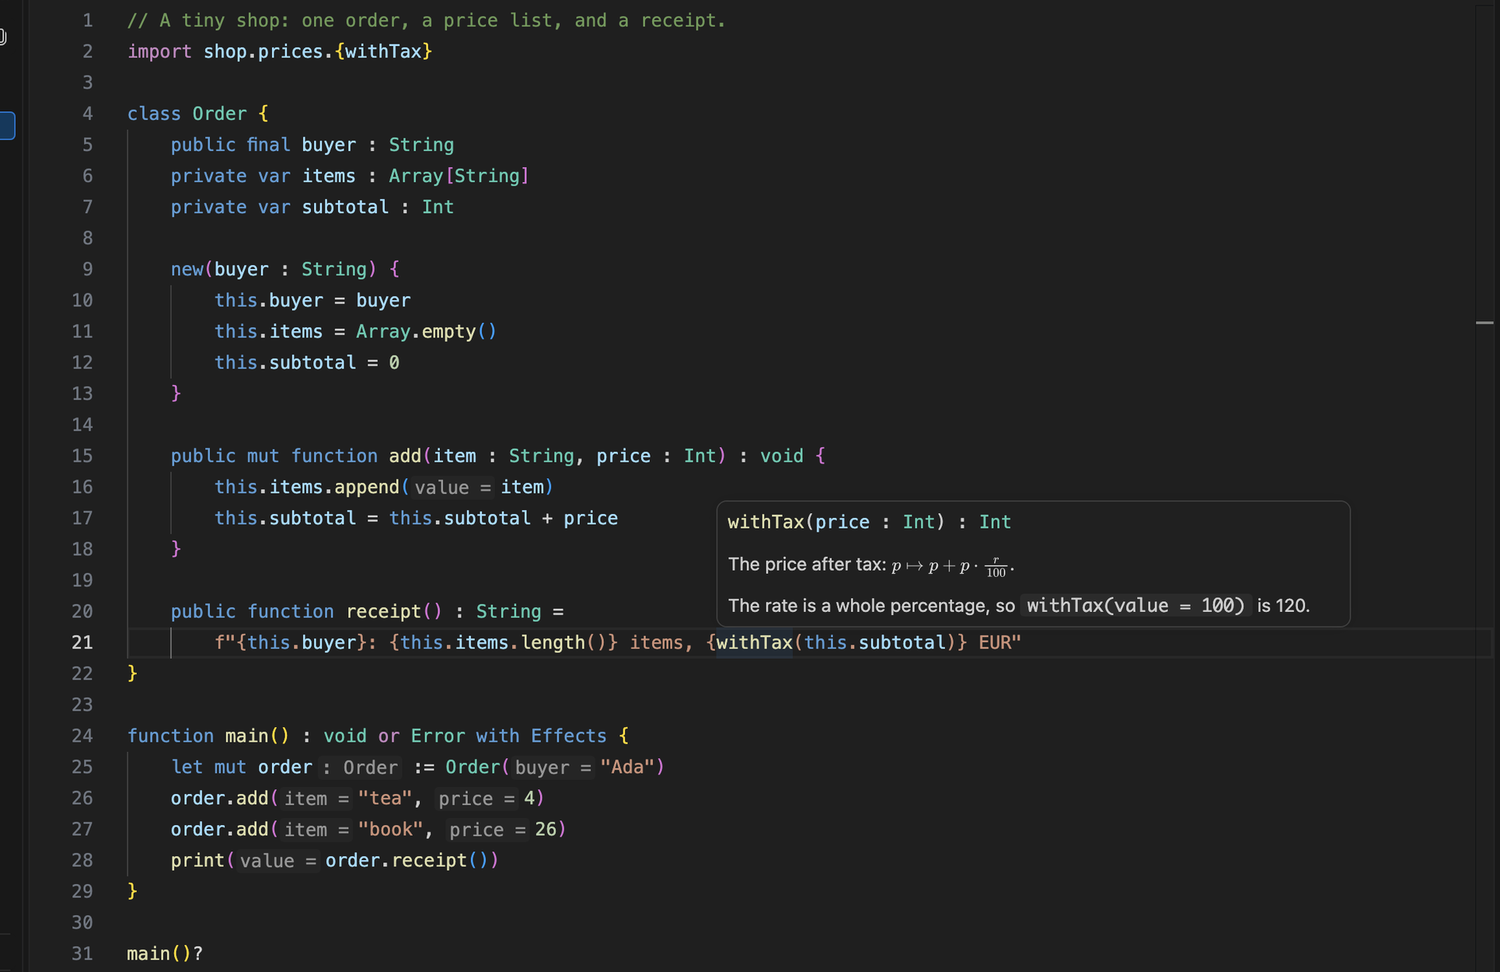 1 // A tiny shop: one order, a price list, and a receipt.
2 import shop.prices.{withTax}
3
4 class Order {
5 public final buyer : String
6 private var items : Array[String]
7 private var subtotal : Int
8
9 new(buyer : String) {
10 this.buyer = buyer
11 this.items = Array.empty()
12 this.subtotal = 0
13 }
14
15 public mut function add(item : String, price : Int) : void {
16 this.items.append( value = item)
17 this.subtotal = this.subtotal + price
18 }
19
withTax(price : Int) : Int
The price after tax: p ↦ p + p · r/100.
The rate is a whole percentage, so withTax(value = 100) is 120.
20 public function receipt() : String =
21 f"{this.buyer}: {this.items.length()} items, {withTax(this.subtotal)} EUR"
22 }
23
24 function main() : void or Error with Effects {
25 let mut order : Order := Order( buyer = "Ada")
26 order.add( item = "tea", price = 4)
27 order.add( item = "book", price = 26)
28 print( value = order.receipt())
29 }
30
31 main()?